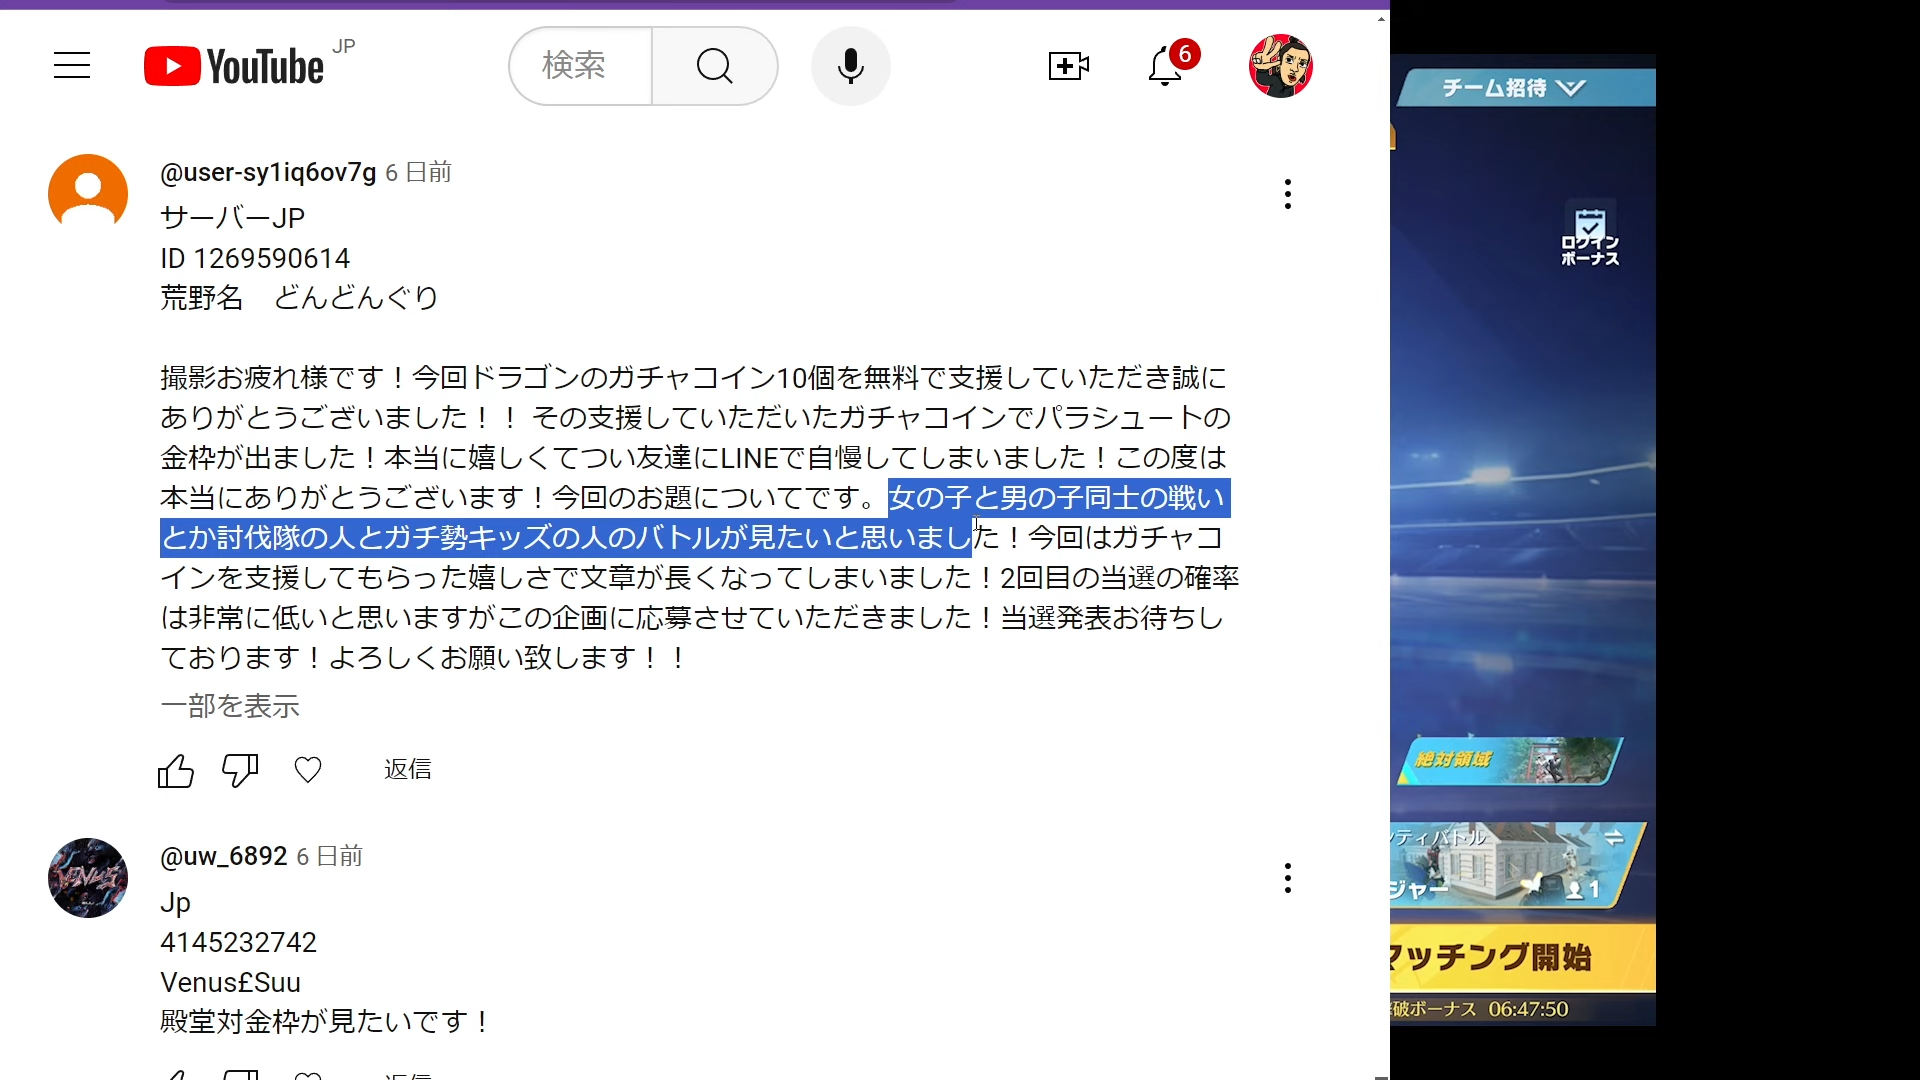 YouTube JP
検索
6
@user-sy1iq6ov7g 6 日前
サーバーJP
ID 1269590614
荒野名　どんどんぐり
撮影お疲れ様です！今回ドラゴンのガチャコイン10個を無料で支援していただき誠に
ありがとうございました！！ その支援していただいたガチャコインでパラシュートの
金枠が出ました！本当に嬉しくてつい友達にLINEで自慢してしまいました！この度は
本当にありがとうございます！今回のお題についてです。女の子と男の子同士の戦い
とか討伐隊の人とガチ勢キッズの人のバトルが見たいと思いました！今回はガチャコ
インを支援してもらった嬉しさで文章が長くなってしまいました！2回目の当選の確率
は非常に低いと思いますがこの企画に応募させていただきました！当選発表お待ちし
ております！よろしくお願い致します！！
一部を表示
返信
@uw_6892 6 日前
Jp
4145232742
Venus£Suu
殿堂対金枠が見たいです！
返信
チーム招待
ログイン
ボーナス
絶対領域
ティバトル
ジャー
1
マッチング開始
破ボーナス 06:47:50